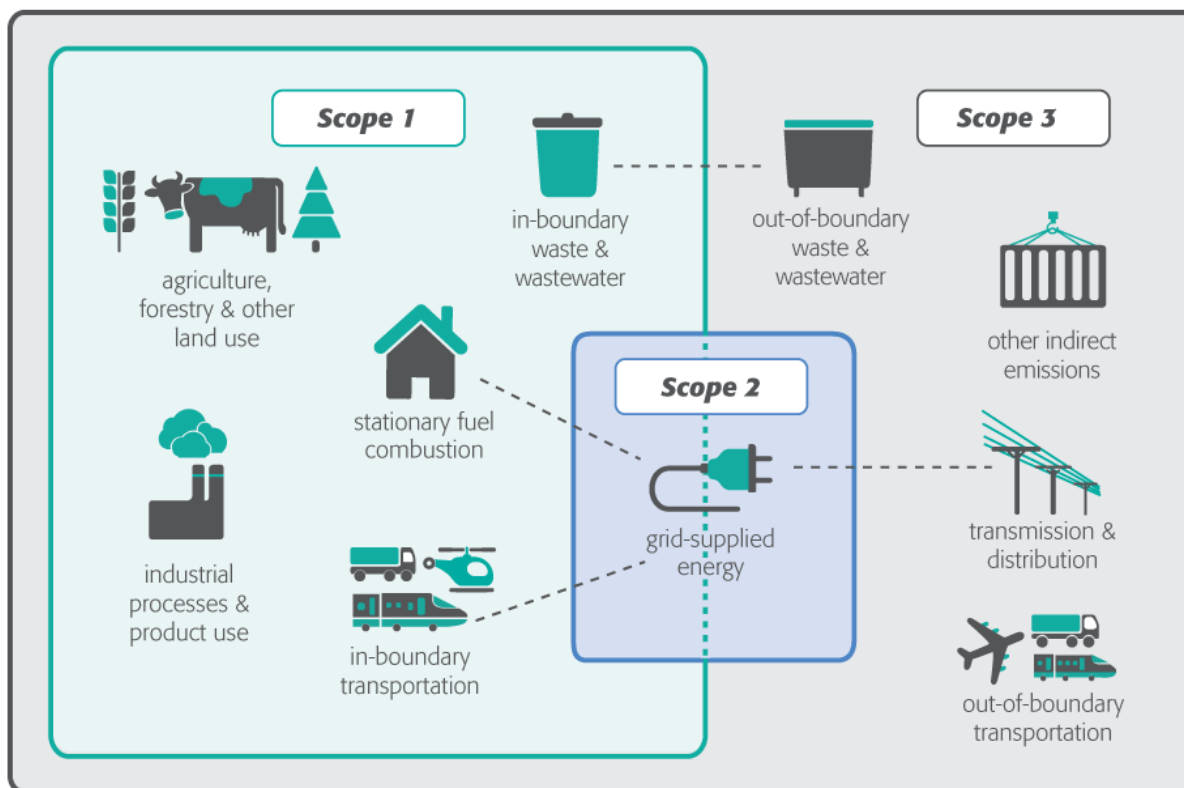 Scope 1
agriculture,
forestry & other
land use
in-boundary
waste &
wastewater
stationary fuel
combustion
industrial
processes &
product use
in-boundary
transportation
Scope 2
grid-supplied
energy
Scope 3
out-of-boundary
waste &
wastewater
other indirect
emissions
transmission &
distribution
out-of-boundary
transportation